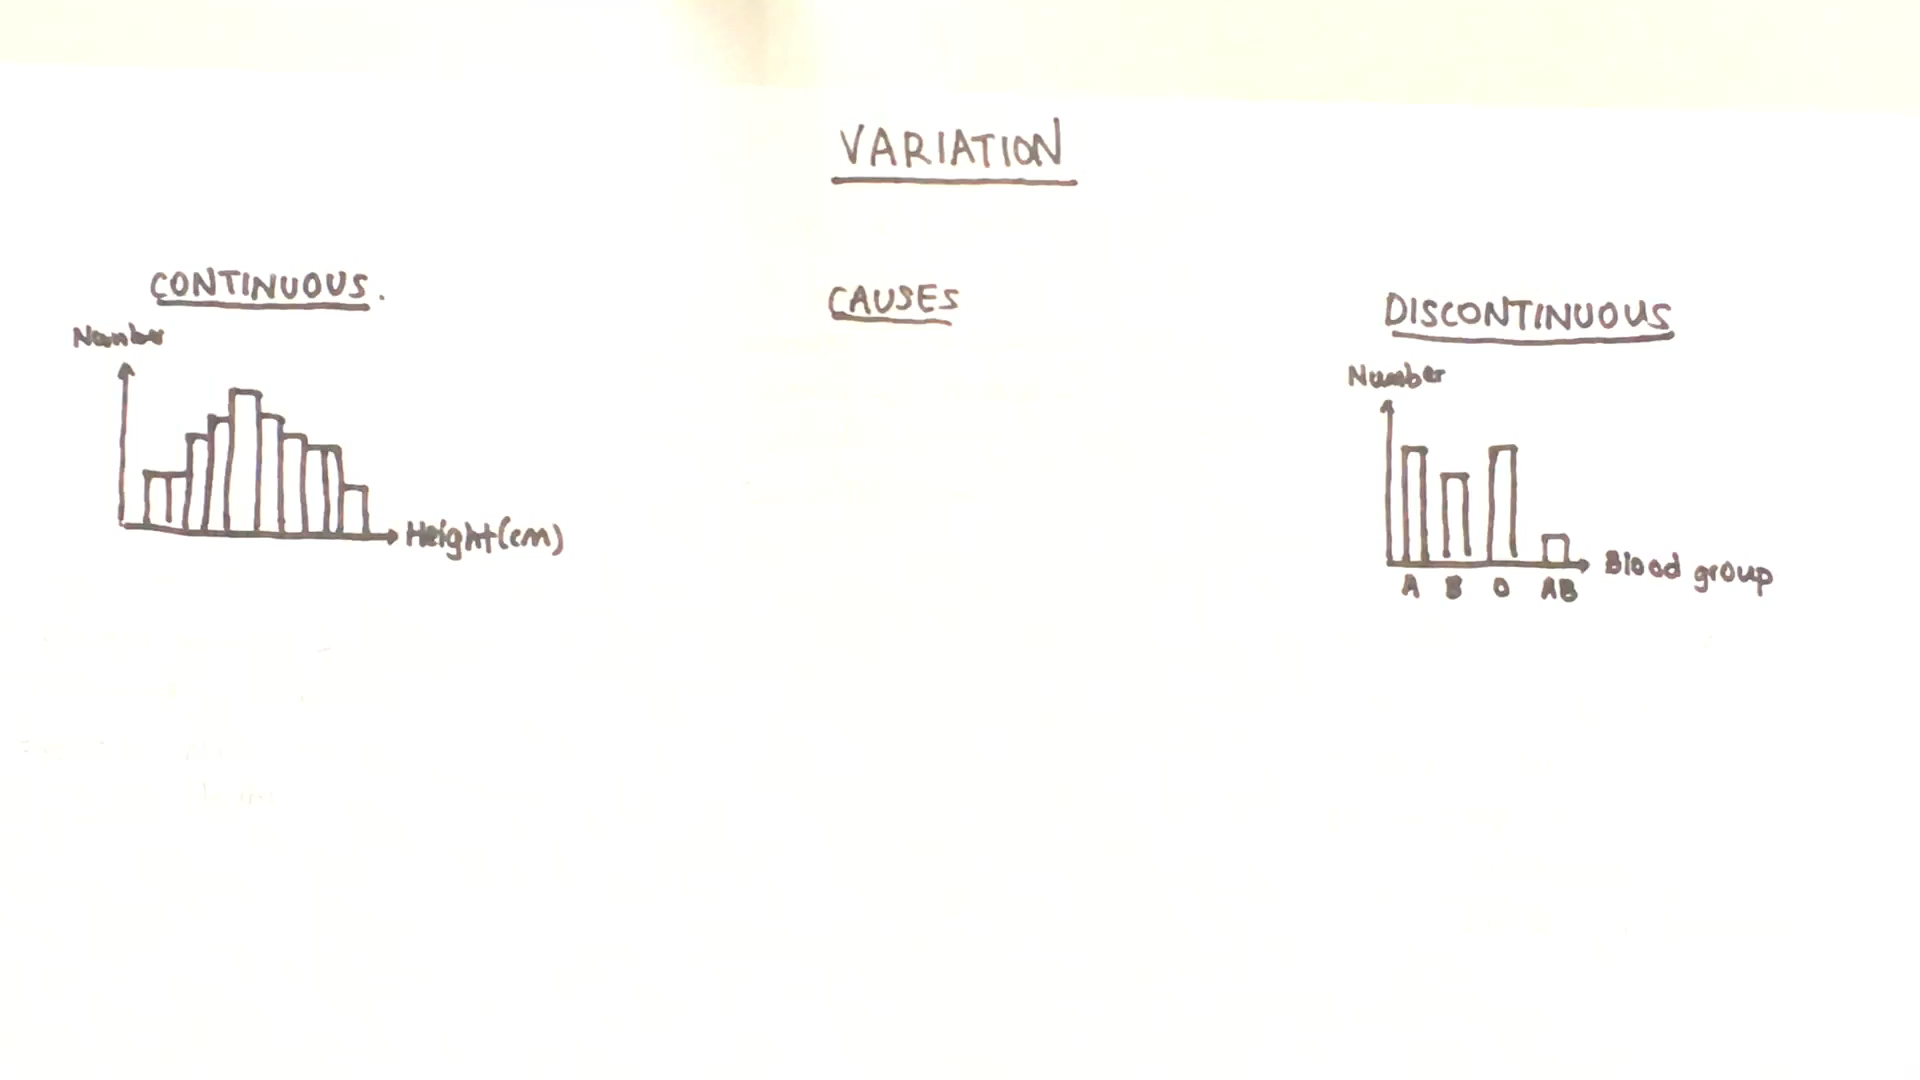 VARIATION
CONTINUOUS.
Number
Height(cm)
CAUSES
DISCONTINUOUS
Number
A B O AB
Blood group